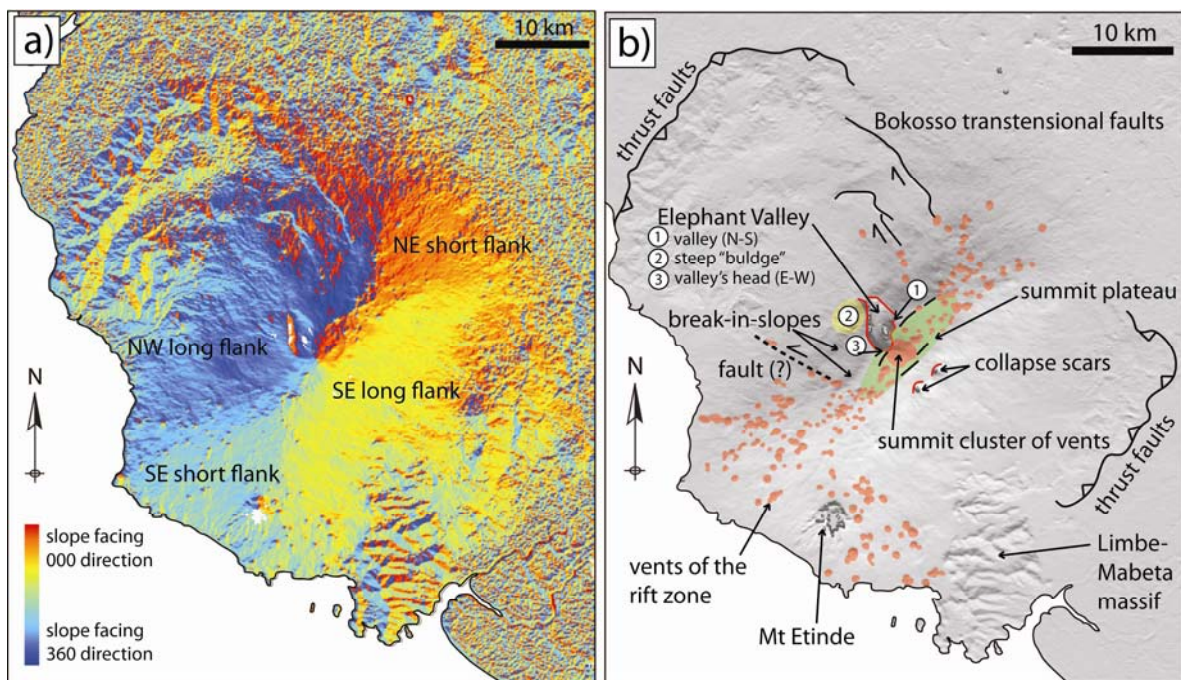 a)
10 km
NE short flank
NW long flank
SE long flank
N
SE short flank
slope facing
000 direction
slope facing
360 direction
b)
10 km
thrust faults
Bokosso transtensional faults
Elephant Valley
1 valley (N-S)
2 steep "buldge"
3 valley's head (E-W)
1
summit plateau
2
break-in-slopes
3
fault (?)
collapse scars
N
summit cluster of vents
thrust faults
vents of the
rift zone
Mt Etinde
Limbe-
Mabeta
massif